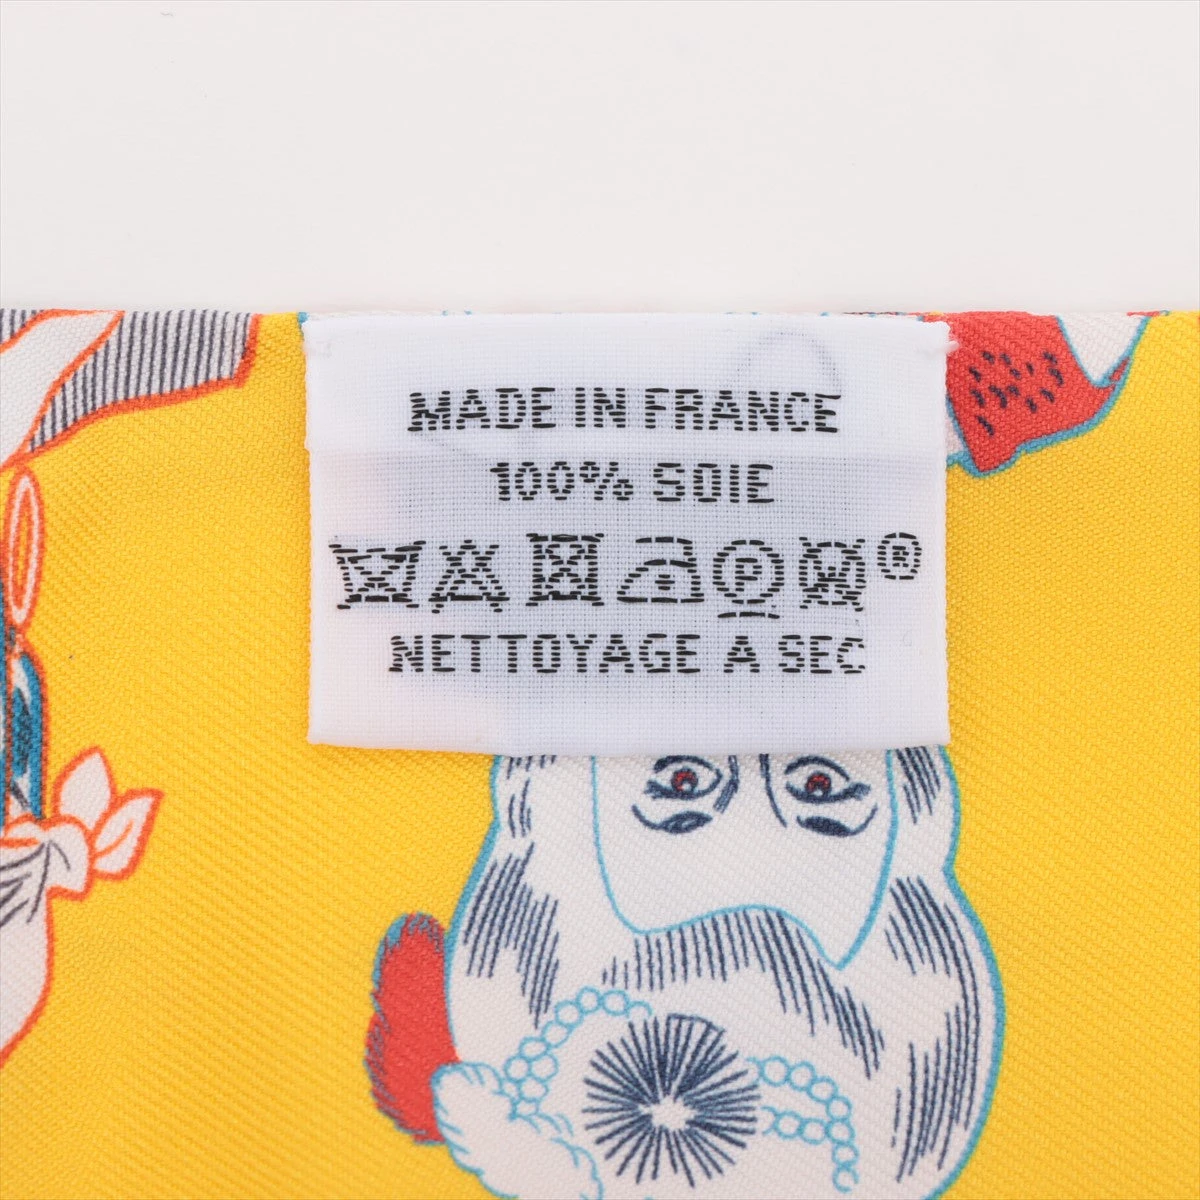 MADE IN FRANCE
100% SOIE
P ®
NETTOYAGE A SEC